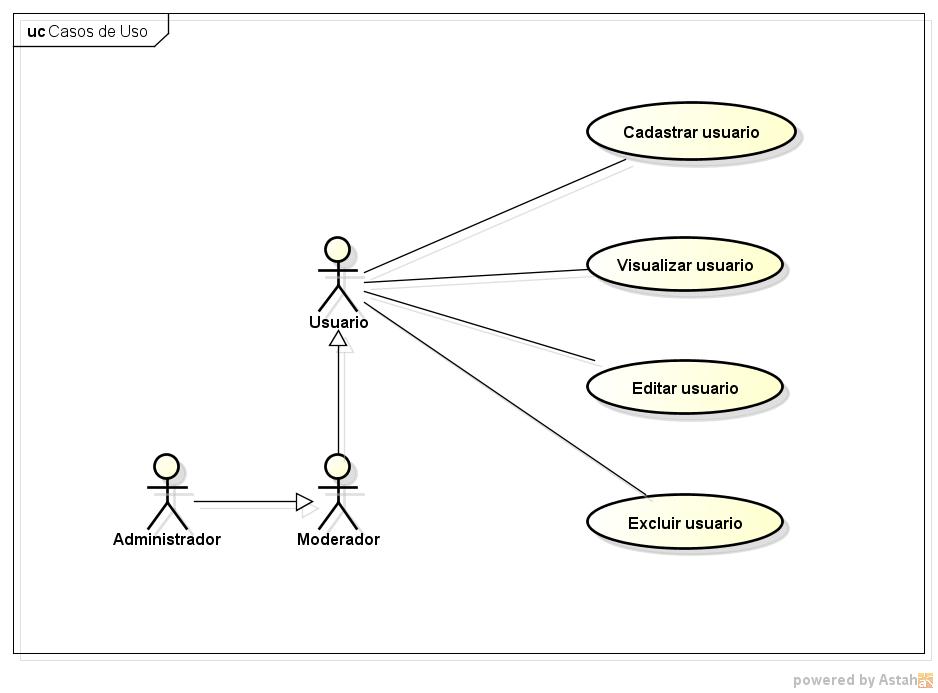 uc Casos de Uso
Cadastrar usuario
Visualizar usuario
Usuario
Editar usuario
Excluir usuario
Administrador
Moderador
powered by Astah